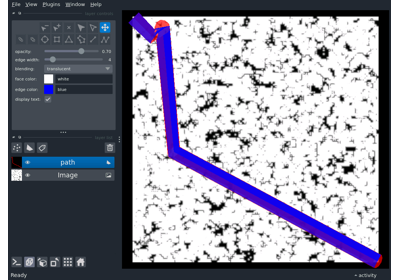 File View Plugins Window Help
opacity: 0.70
edge width: 4
blending: translucent
face color: white
edge color: blue
display text:
path
Image
Ready
activity